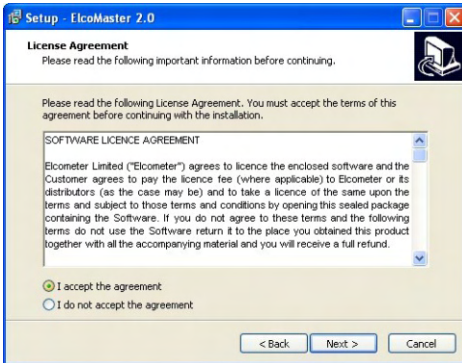 Setup - ElcoMaster 2.0
License Agreement
Please read the following important information before continuing.
Please read the following License Agreement. You must accept the terms of this
agreement before continuing with the installation.
SOFTWARE LICENCE AGREEMENT
Elcometer Limited ("Elcometer") agrees to licence the enclosed software and the
Customer agrees to pay the licence fee (where applicable) to Elcometer or its
distributors (as the case may be) and to take a licence of the same upon the
terms and subject to those terms and conditions by opening this sealed package
containing the Software. If you do not agree to these terms and the following
terms do not use the Software return it to the place you obtained this product
together with all the accompanying material and you will receive a full refund.
I accept the agreement
I do not accept the agreement
< Back
Next >
Cancel